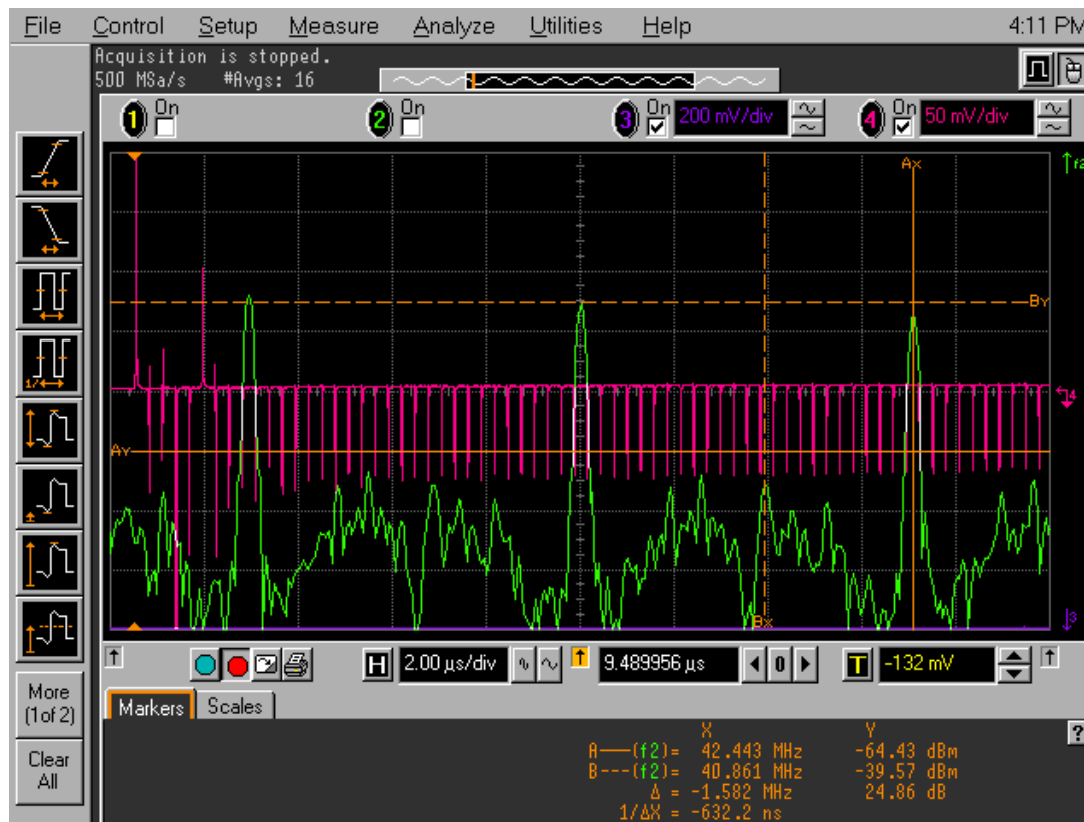 File Control Setup Measure Analyze Utilities Help 4:11 PM
Acquisition is stopped.
500 MSa/s #Avgs: 16
1 On 2 On 3 On 200 mV/div 4 On 50 mV/div
Ax
f2
By
4
Ay
1/
Bx
3
H 2.00 µs/div 9.489956 µs 0 T -132 mV
More
(1of 2)
Clear
All
Markers Scales
X Y
?
A—(f2)= 42.443 MHz -64.43 dBm
B---(f2)= 40.861 MHz -39.57 dBm
Δ = -1.582 MHz 24.86 dB
1/ΔX = -632.2 ns